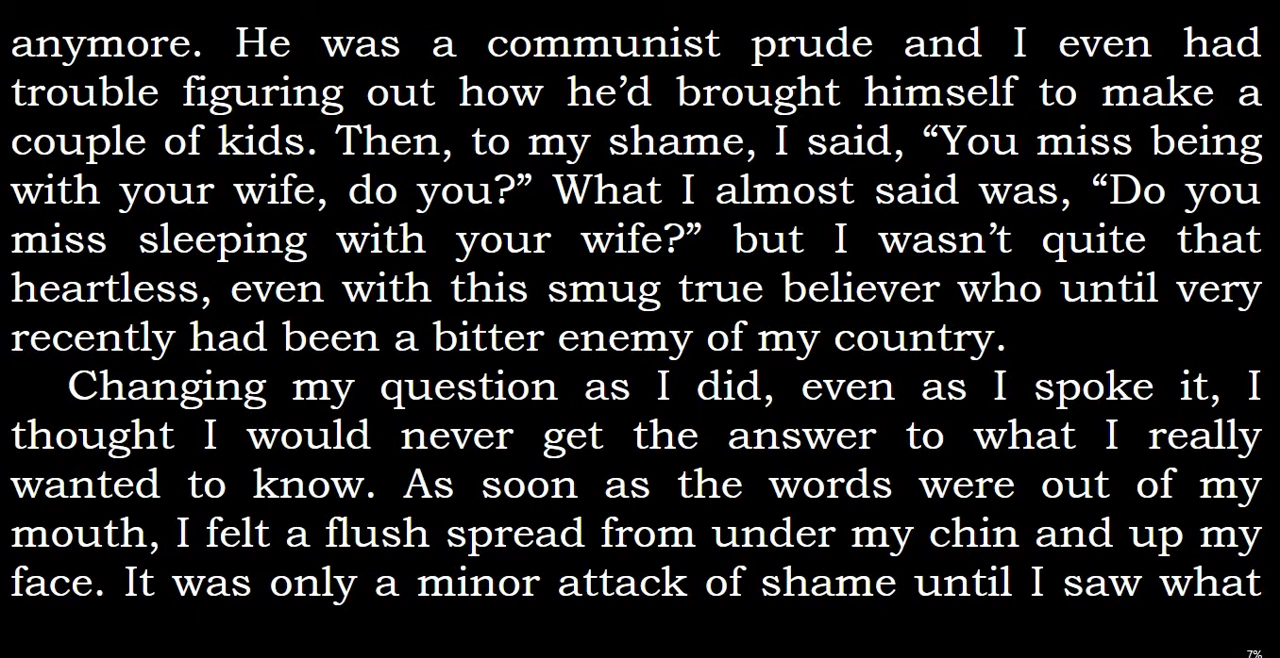 anymore. He was a communist prude and I even had
trouble figuring out how he’d brought himself to make a
couple of kids. Then, to my shame, I said, “You miss being
with your wife, do you?” What I almost said was, “Do you
miss sleeping with your wife?” but I wasn’t quite that
heartless, even with this smug true believer who until very
recently had been a bitter enemy of my country.
Changing my question as I did, even as I spoke it, I
thought I would never get the answer to what I really
wanted to know. As soon as the words were out of my
mouth, I felt a flush spread from under my chin and up my
face. It was only a minor attack of shame until I saw what
7%